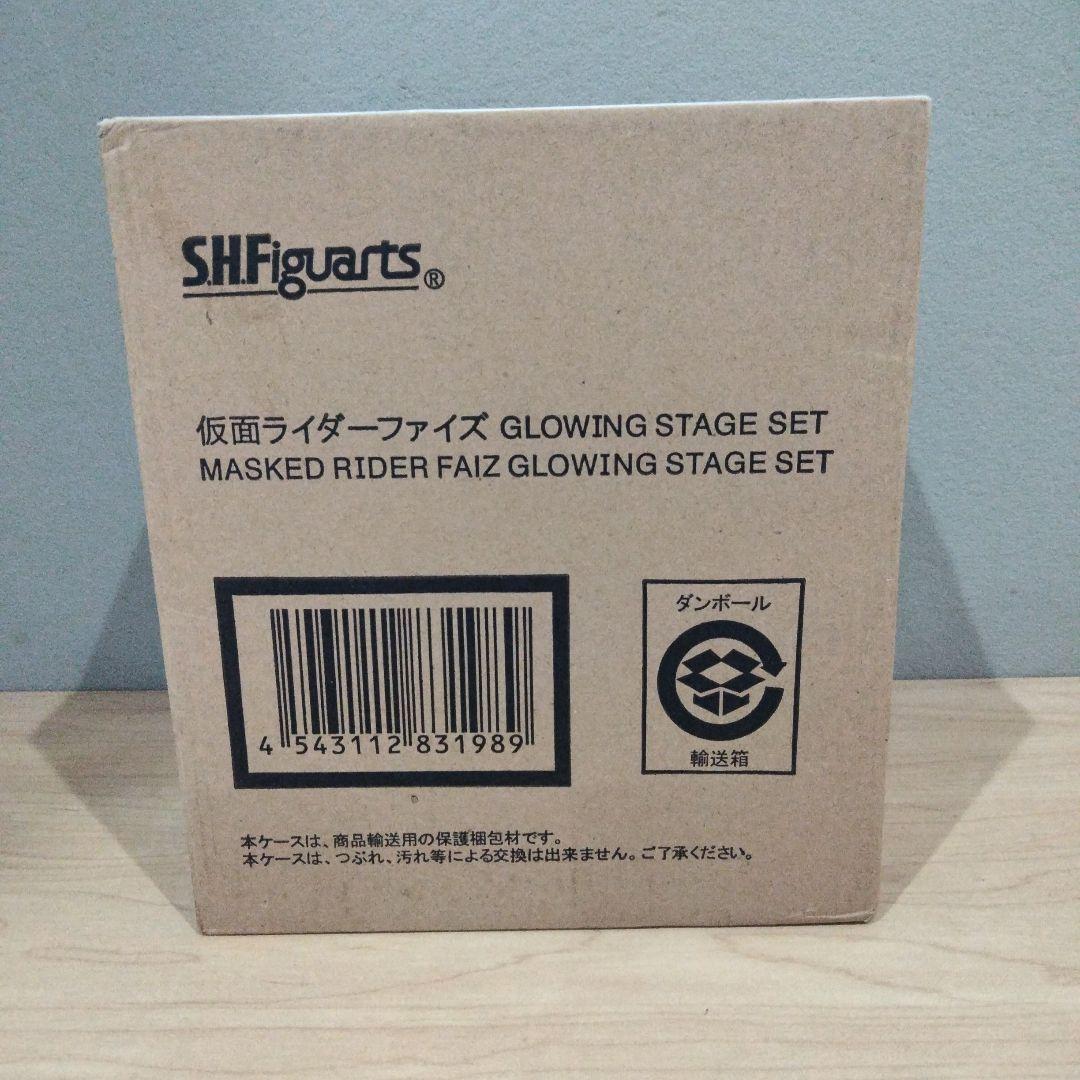 S.H.Figuarts®
仮面ライダーファイズ GLOWING STAGE SET
MASKED RIDER FAIZ GLOWING STAGE SET
4 543112 831989
ダンボール
輸送箱
本ケースは、商品輸送用の保護梱包材です。
本ケースは、つぶれ、汚れ等による交換は出来ません。ご了承ください。